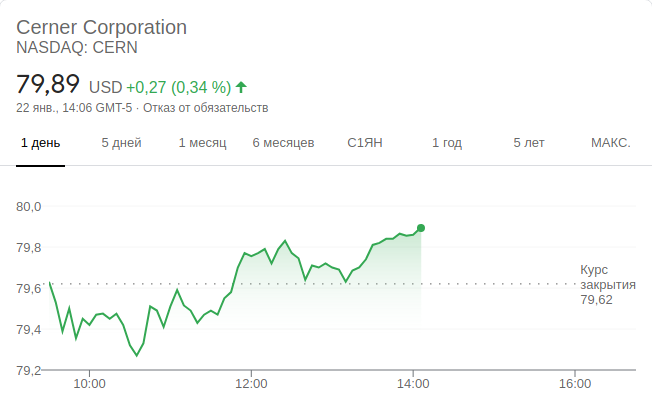 Cerner Corporation
NASDAQ: CERN
79,89 USD +0,27 (0,34 %)
22 янв., 14:06 GMT-5 · Отказ от обязательств
1 день 5 дней 1 месяц 6 месяцев С1ЯН 1 год 5 лет МАКС.
80,0
79,8
79,6
79,4
79,2
Курс
закрытия
79,62
10:00 12:00 14:00 16:00